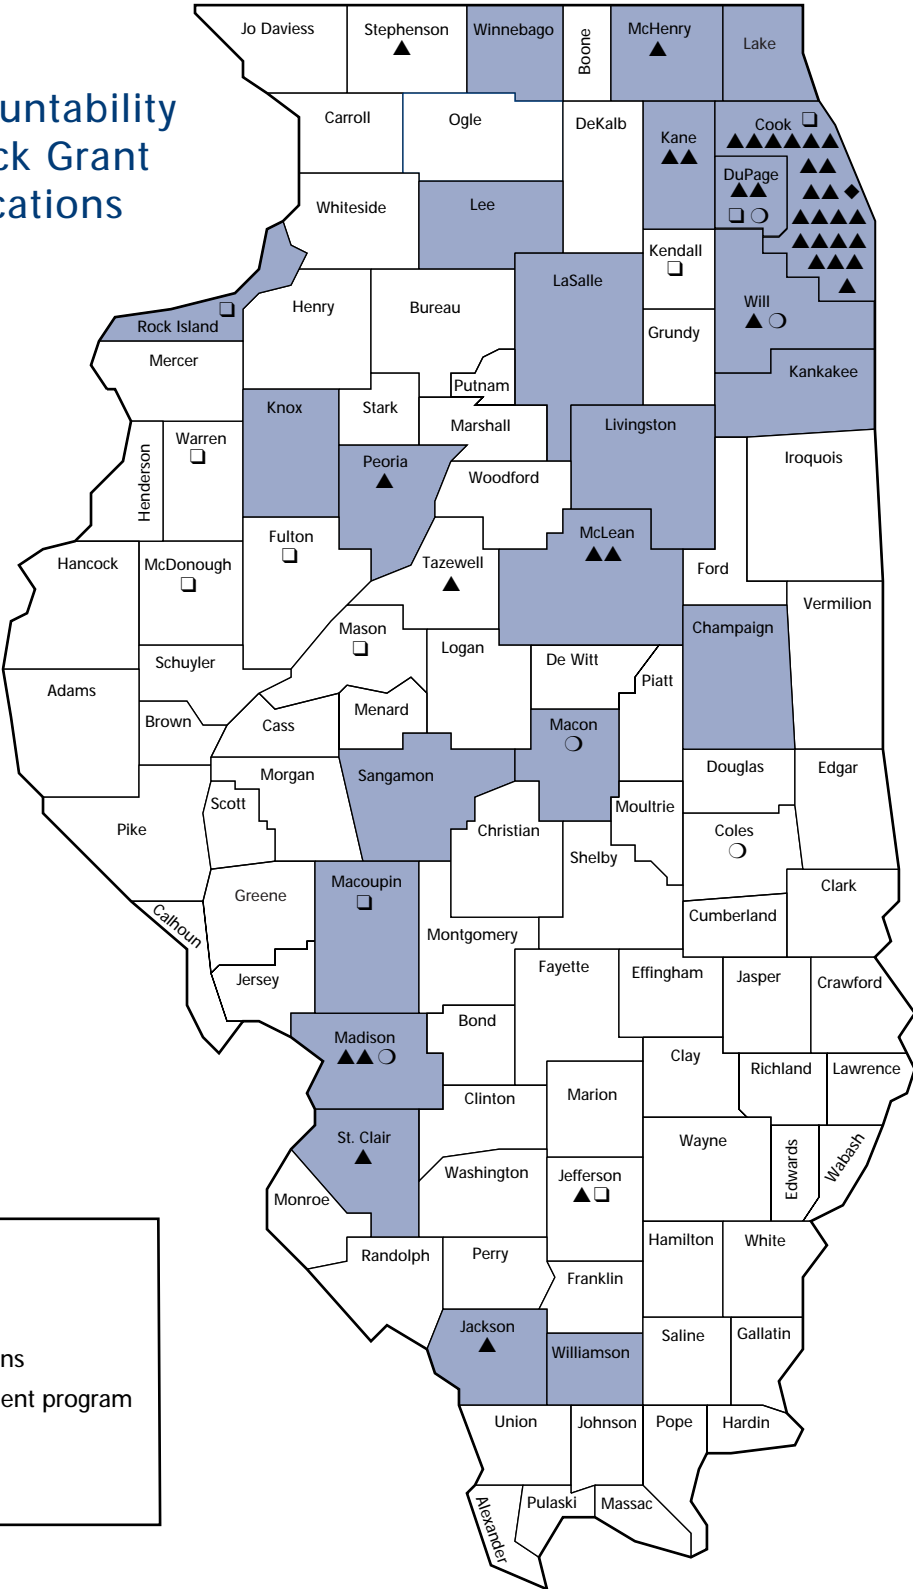 untability
ck Grant
cations
Jo Daviess
Stephenson
Winnebago
Boone
McHenry
Lake
Carroll
Ogle
DeKalb
Kane
Cook
DuPage
Whiteside
Lee
Kendall
LaSalle
Will
Rock Island
Henry
Bureau
Grundy
Mercer
Putnam
Kankakee
Knox
Stark
Marshall
Livingston
Henderson
Warren
Peoria
Woodford
Iroquois
Fulton
McLean
Hancock
McDonough
Tazewell
Ford
Vermilion
Mason
Champaign
Schuyler
Logan
De Witt
Piatt
Adams
Brown
Cass
Menard
Macon
Morgan
Sangamon
Douglas
Edgar
Scott
Moultrie
Pike
Christian
Coles
Shelby
Greene
Macoupin
Clark
Calhoun
Montgomery
Cumberland
Jersey
Fayette
Effingham
Jasper
Crawford
Bond
Madison
Clay
Richland
Lawrence
Clinton
Marion
St. Clair
Wayne
Edwards
Wabash
Washington
Jefferson
Monroe
Randolph
Perry
Hamilton
White
Franklin
Jackson
Williamson
Saline
Gallatin
ns
ent program
Union
Johnson
Pope
Hardin
Alexander
Pulaski
Massac